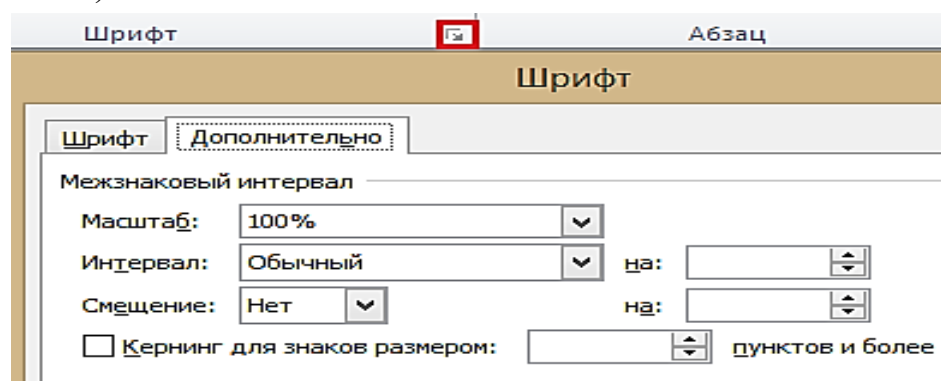 Шрифт Абзац
Шрифт
Шрифт Дополнительно
Межзнаковый интервал
Масштаб: 100%
Интервал: Обычный на:
Смещение: Нет на:
Кернинг для знаков размером: пунктов и более